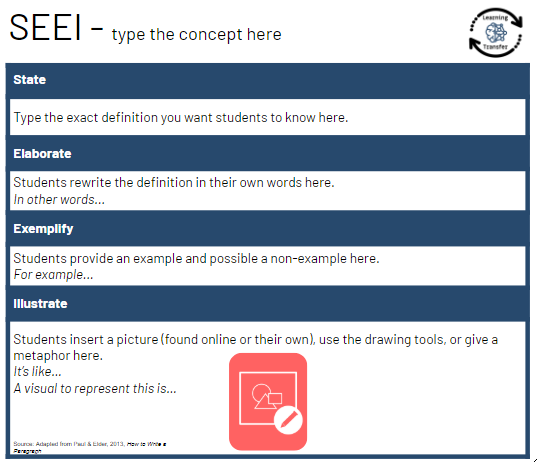 SEEI - type the concept here
Learning
Transfer
State
Type the exact definition you want students to know here.
Elaborate
Students rewrite the definition in their own words here.
In other words...
Exemplify
Students provide an example and possible a non-example here.
For example...
Illustrate
Students insert a picture (found online or their own), use the drawing tools, or give a
metaphor here.
It's like...
A visual to represent this is...
Source: Adapted from Paul & Elder, 2013, How to Write a
Paragraph